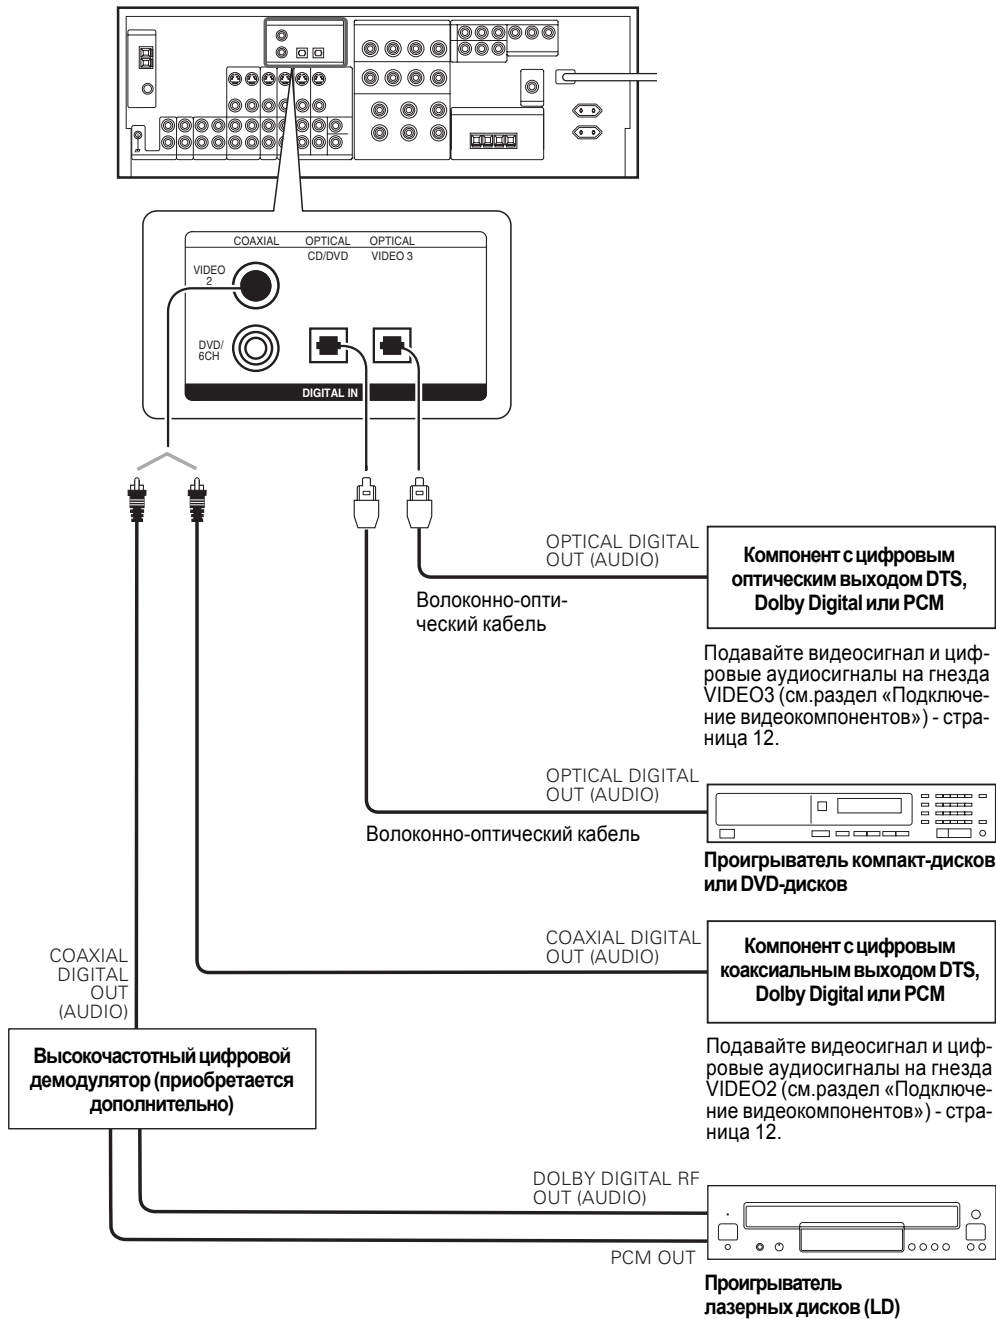 COAXIAL OPTICAL OPTICAL
CD/DVD VIDEO 3
VIDEO
2
DVD/
6CH
DIGITAL IN
OPTICAL DIGITAL
OUT (AUDIO)
Волоконно-опти-
ческий кабель
Компонент с цифровым
оптическим выходом DTS,
Dolby Digital или PCM
Подавайте видеосигнал и циф-
ровые аудиосигналы на гнезда
VIDEO3 (см.раздел «Подключе-
ние видеокомпонентов») - стра-
ница 12.
OPTICAL DIGITAL
OUT (AUDIO)
Волоконно-оптический кабель
Проигрыватель компакт-дисков
или DVD-дисков
COAXIAL DIGITAL
OUT (AUDIO)
Компонент с цифровым
коаксиальным выходом DTS,
Dolby Digital или PCM
Подавайте видеосигнал и циф-
ровые аудиосигналы на гнезда
VIDEO2 (см.раздел «Подключе-
ние видеокомпонентов») - стра-
ница 12.
COAXIAL
DIGITAL
OUT
(AUDIO)
Высокочастотный цифровой
демодулятор (приобретается
дополнительно)
DOLBY DIGITAL RF
OUT (AUDIO)
PCM OUT
Проигрыватель
лазерных дисков (LD)